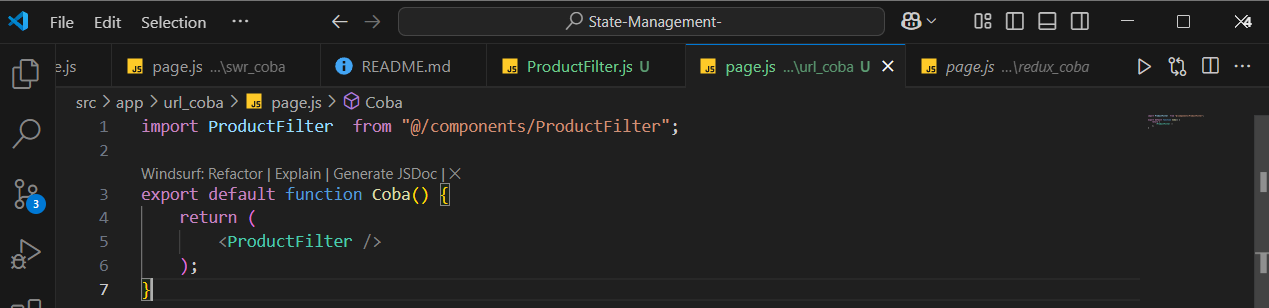 File Edit Selection ··· State-Management-
e.js page.js ...\swr_coba README.md ProductFilter.js U page.js ...\url_coba U page.js ...\redux_coba
src > app > url_coba > JS page.js > Coba
1 import ProductFilter  from "@/components/ProductFilter";
2
Windsurf: Refactor | Explain | Generate JSDoc | ×
3 export default function Coba() {
4 return (
5 <ProductFilter />
6 );
7 }
3